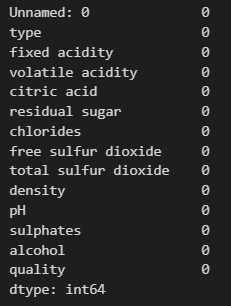 Unnamed: 0 0
type 0
fixed acidity 0
volatile acidity 0
citric acid 0
residual sugar 0
chlorides 0
free sulfur dioxide 0
total sulfur dioxide 0
density 0
pH 0
sulphates 0
alcohol 0
quality 0
dtype: int64